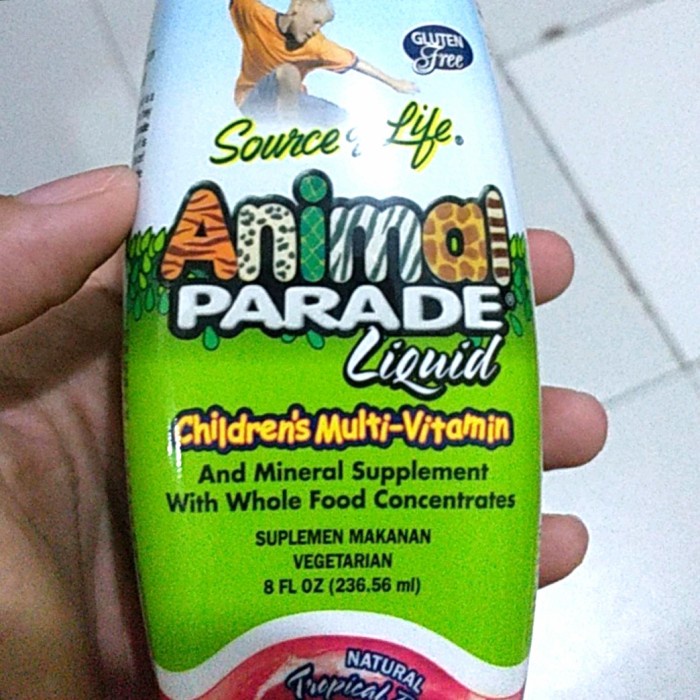 GLUTEN
Free
Source of Life®
Animal
PARADE®
Liquid
Children's Multi-Vitamin
And Mineral Supplement
With Whole Food Concentrates
SUPLEMEN MAKANAN
VEGETARIAN
8 FL OZ (236.56 ml)
NATURAL
Tropical